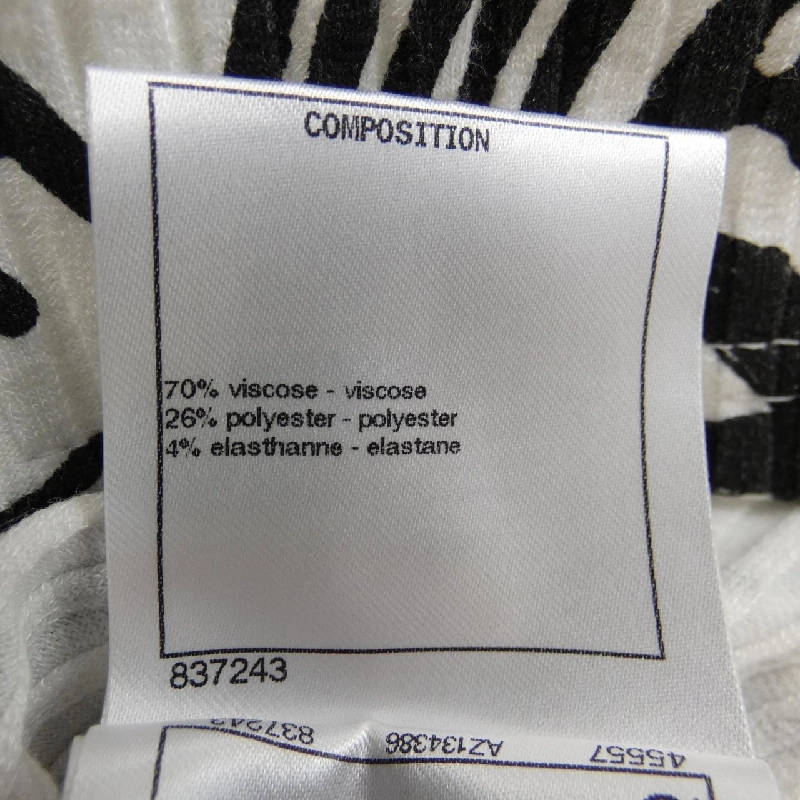 COMPOSITION
70% viscose - viscose
26% polyester - polyester
4% elasthanne - elastane
837243
837243 AZ134386 45557